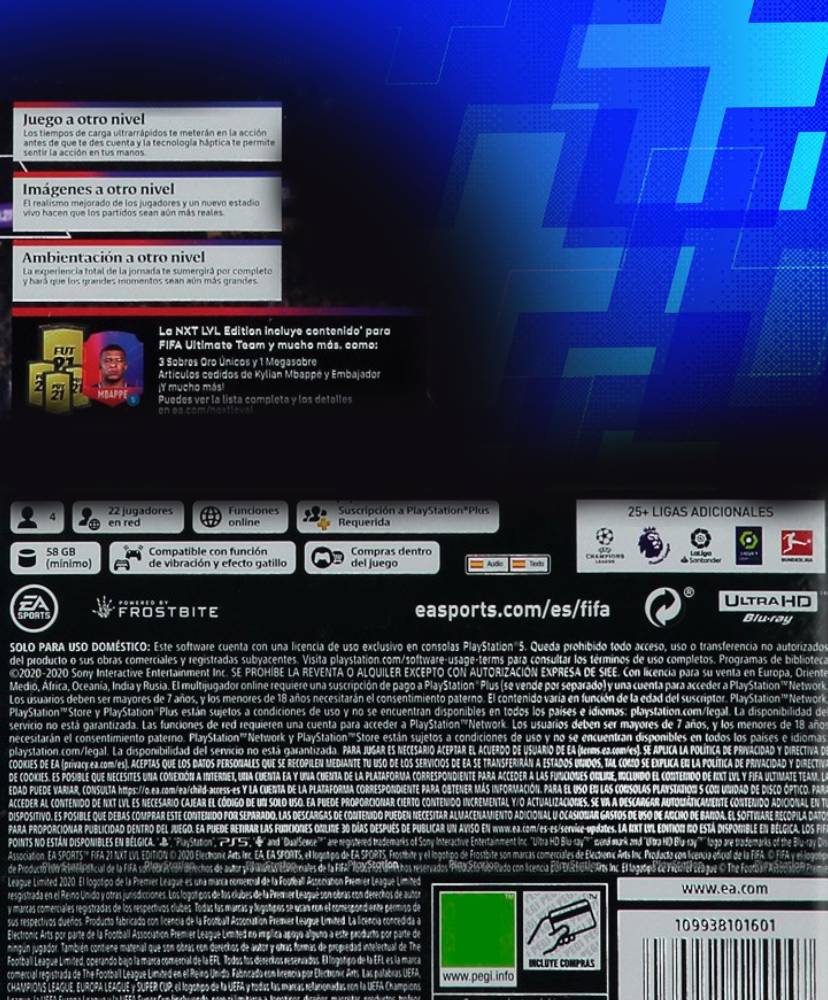 Juego a otro nivel
Los tiempos de carga ultrarrápidos te meterán en la acción
antes de que te des cuenta y la tecnología háptica te permite
sentir la acción en tus manos.
Imágenes a otro nivel
El realismo mejorado de los jugadores y un nuevo estadio
vivo hacen que los partidos sean aún más reales.
Ambientación a otro nivel
La experiencia total de la jornada te sumergirá por completo
y hará que los grandes momentos sean aún más grandes.
La NXT LVL Edition incluye contenido* para
FIFA Ultimate Team y mucho más, como:
3 Sobres Oro Únicos y 1 Megasobre
Artículos cedidos de Kylian Mbappé y Embajador
¡Y mucho más!
Puedes ver la lista completa y los detalles
en ea.com/nextlevel
FUT
21
FUT
21
MBAPPÉ
4
22 jugadores
en red
Funciones
online
Suscripción a PlayStation®Plus
Requerida
58 GB
(mínimo)
Compatible con función
de vibración y efecto gatillo
Compras dentro
del juego
Audio
Texto
25+ LIGAS ADICIONALES
CHAMPIONS
LEAGUE
LaLiga
Santander
LIGUE 1
BUNDESLIGA
EA
SPORTS
POWERED BY
FROSTBITE
easports.com/es/fifa
®
ULTRA HD
Blu-ray™
SOLO PARA USO DOMÉSTICO: Este software cuenta con una licencia de uso exclusivo en consolas PlayStation®5. Queda prohibido todo acceso, uso o transferencia no autorizados
del producto o sus obras comerciales y registradas subyacentes. Visita playstation.com/software-usage-terms para consultar los términos de uso completos. Programas de biblioteca
©2020-2020 Sony Interactive Entertainment Inc. SE PROHÍBE LA REVENTA O ALQUILER EXCEPTO CON AUTORIZACIÓN EXPRESA DE SIEE. Con licencia para su venta en Europa, Oriente
Medio, África, Oceanía, India y Rusia. El multijugador online requiere una suscripción de pago a PlayStation®Plus (se vende por separado) y una cuenta para acceder a PlayStation™Network.
Los usuarios deben ser mayores de 7 años, y los menores de 18 años necesitarán el consentimiento paterno. El contenido varía en función de la edad del suscriptor. PlayStation™Network,
PlayStation™Store y PlayStation®Plus están sujetos a condiciones de uso y no se encuentran disponibles en todos los países e idiomas: playstation.com/legal. La disponibilidad del
servicio no está garantizada. Las funciones de red requieren una cuenta para acceder a PlayStation™Network. Los usuarios deben ser mayores de 7 años, y los menores de 18 años
necesitarán el consentimiento paterno. PlayStation™Network y PlayStation™Store están sujetos a condiciones de uso y no se encuentran disponibles en todos los países e idiomas:
playstation.com/legal. La disponibilidad del servicio no está garantizada. PARA JUGAR ES NECESARIO ACEPTAR EL ACUERDO DE USUARIO DE EA (terms.ea.com/es). SE APLICA LA POLÍTICA DE PRIVACIDAD Y DIRECTIVA DE
COOKIES DE EA (privacy.ea.com/es). ACEPTAS QUE LOS DATOS PERSONALES QUE SE RECOPILEN MEDIANTE TU USO DE LOS SERVICIOS DE EA SE TRANSFERIRÁN A ESTADOS UNIDOS, TAL COMO SE EXPLICA EN LA POLÍTICA DE PRIVACIDAD Y DIRECTIVA
DE COOKIES. ES POSIBLE QUE NECESITES UNA CONEXIÓN A INTERNET, UNA CUENTA EA Y UNA CUENTA DE LA PLATAFORMA CORRESPONDIENTE PARA ACCEDER A LAS FUNCIONES ONLINE, INCLUIDO EL CONTENIDO DE NXT LVL Y FIFA ULTIMATE TEAM. LA
EDAD PUEDE VARIAR, CONSULTA https://o.ea.com/ea/child-access-es Y LA CUENTA DE LA PLATAFORMA CORRESPONDIENTE PARA OBTENER MÁS INFORMACIÓN. PARA EL USO EN LAS CONSOLAS PLAYSTATION 5 CON UNIDAD DE DISCO ÓPTICO. PARA
ACCEDER AL CONTENIDO DE NXT LVL ES NECESARIO CANJEAR EL CÓDIGO DE UN SOLO USO. EA PUEDE PROPORCIONAR CIERTO CONTENIDO INCREMENTAL Y/O ACTUALIZACIONES. SE VA A DESCARGAR AUTOMÁTICAMENTE CONTENIDO ADICIONAL EN TU
DISPOSITIVO. ES POSIBLE QUE DEBAS COMPRAR ESTE CONTENIDO POR SEPARADO. LAS DESCARGAS DE CONTENIDO PUEDEN NECESITAR ALMACENAMIENTO ADICIONAL U OCASIONAR GASTOS DE USO DE ANCHO DE BANDA. EL SOFTWARE RECOPILA DATOS
PARA PROPORCIONAR PUBLICIDAD DENTRO DEL JUEGO. EA PUEDE RETIRAR LAS FUNCIONES ONLINE 30 DÍAS DESPUÉS DE PUBLICAR UN AVISO EN www.ea.com/es-es/service-updates. LA NXT LVL EDITION NO ESTÁ DISPONIBLE EN BÉLGICA. LOS FIFA
POINTS NO ESTÁN DISPONIBLES EN BÉLGICA. "PlayStation", "PS5", and "DualSense" are registered trademarks of Sony Interactive Entertainment Inc. "Ultra HD Blu-ray™" word mark and "Ultra HD Blu-ray™" logo are trademarks of the Blu-ray Disc
Association. EA SPORTS™ FIFA 21 NXT LVL EDITION © 2020 Electronic Arts Inc. EA, EA SPORTS, el logotipo de EA SPORTS, Frostbite y el logotipo de Frostbite son marcas comerciales de Electronic Arts Inc. Producto con licencia oficial de la FIFA. © FIFA y el logotipo
League Limited 2020. El logotipo de la Premier League es una marca comercial de la Football Association Premier League Limited
registrada en el Reino Unido y otras jurisdicciones. Los logotipos de los clubes de la Premier League son obras con derechos de autor
y marcas comerciales registradas de los respectivos clubes. Todas las marcas y logotipos se usan con el correspondiente permiso de
sus respectivos dueños. Producto fabricado con licencia de la Football Association Premier League Limited. La licencia concedida a
Electronic Arts por parte de la Football Association Premier League Limited no implica apoyo alguno a este producto por parte de
ningún jugador. También contiene material que son obras con derechos de autor y otras formas de propiedad intelectual de The
Football League Limited, operando bajo la marca comercial de la EFL. Todos los derechos reservados. El logotipo de la EFL es una marca
comercial registrada de The Football League Limited en el Reino Unido. Fabricado con licencia por Electronic Arts. Las palabras UEFA,
CHAMPIONS LEAGUE, EUROPA LEAGUE y SUPER CUP, el logotipo de la UEFA y todas las marcas relacionadas con la UEFA Champions
www.pegi.info
INCLUYE COMPRAS
www.ea.com
109938101601